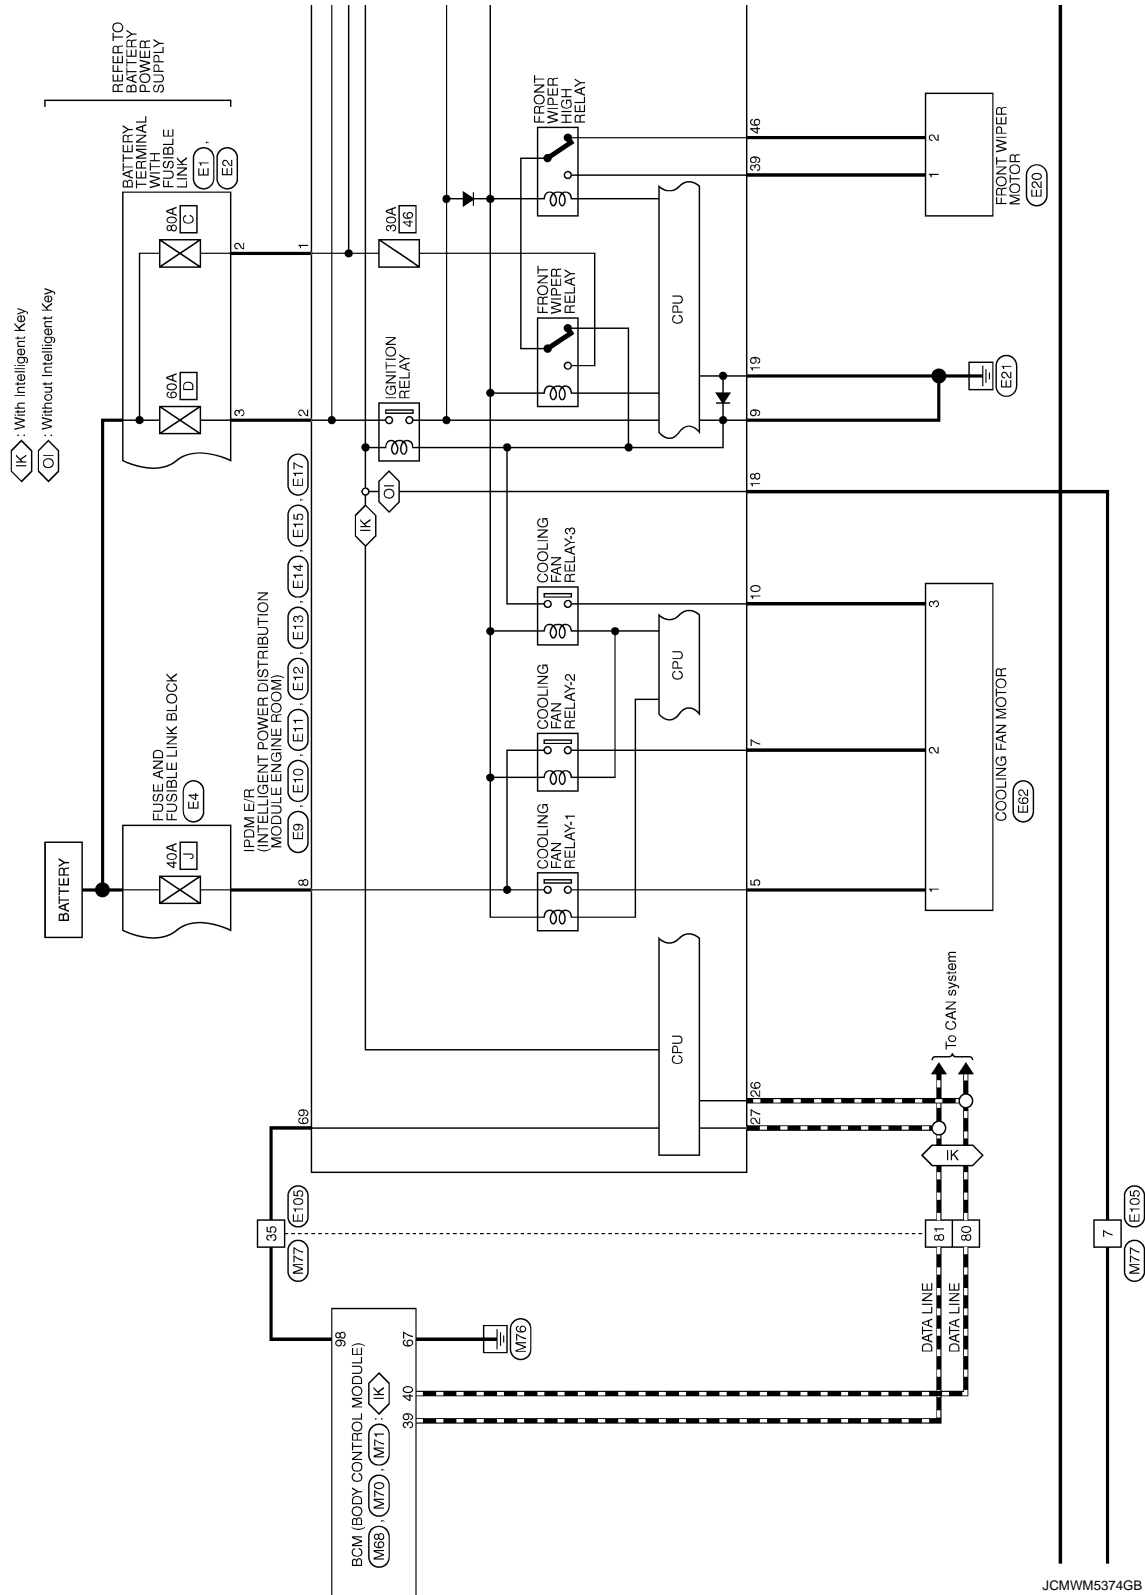 IK : With Intelligent Key
OI : Without Intelligent Key
REFER TO
BATTERY
POWER
SUPPLY
BATTERY
FUSE AND
FUSIBLE LINK BLOCK
E4
40A
J
8
BATTERY
TERMINAL
WITH
FUSIBLE
LINK
E1 ,
E2
60A
D
3
2
80A
C
2
1
IPDM E/R
(INTELLIGENT POWER DISTRIBUTION
MODULE ENGINE ROOM)
E9 , E10 , E11 , E12 , E13 , E14 , E15 , E17
69
IK
OI
IGNITION
RELAY
30A
46
COOLING
FAN
RELAY-1
COOLING
FAN
RELAY-2
COOLING
FAN
RELAY-3
FRONT
WIPER
RELAY
FRONT
WIPER
HIGH
RELAY
CPU
CPU
CPU
27
26
5
7
10
18
9
19
39
46
E21
1
2
3
COOLING FAN MOTOR
E62
1
2
FRONT WIPER
MOTOR
E20
35
M77
E105
98
BCM (BODY CONTROL MODULE)
M68 , M70 , M71 : IK
39
40
67
M76
DATA LINE
DATA LINE
81
80
IK
To CAN system
7
M77
E105
JCMWM5374GB